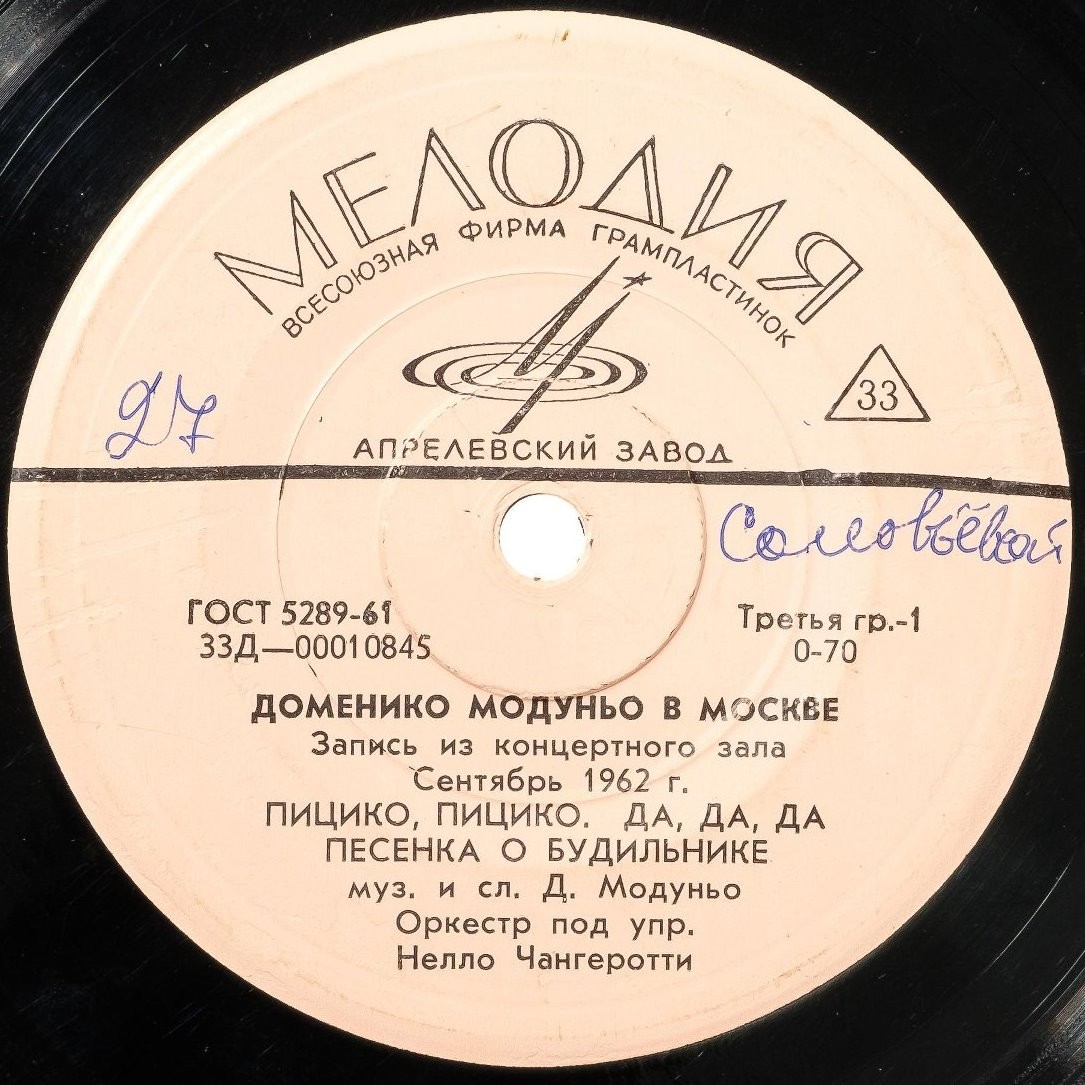 МЕЛОДИЯ
ВСЕСОЮЗНАЯ ФИРМА ГРАМПЛАСТИНОК
33
27
АПРЕЛЕВСКИЙ ЗАВОД
Соловьёвой
ГОСТ 5289-61
Третья гр.-1
33Д—00010845
0-70
ДОМЕНИКО МОДУНЬО В МОСКВЕ
Запись из концертного зала
Сентябрь 1962 г.
ПИЦИКО, ПИЦИКО. ДА, ДА, ДА
ПЕСЕНКА О БУДИЛЬНИКЕ
муз. и сл. Д. Модуньо
Оркестр под упр.
Нелло Чангеротти